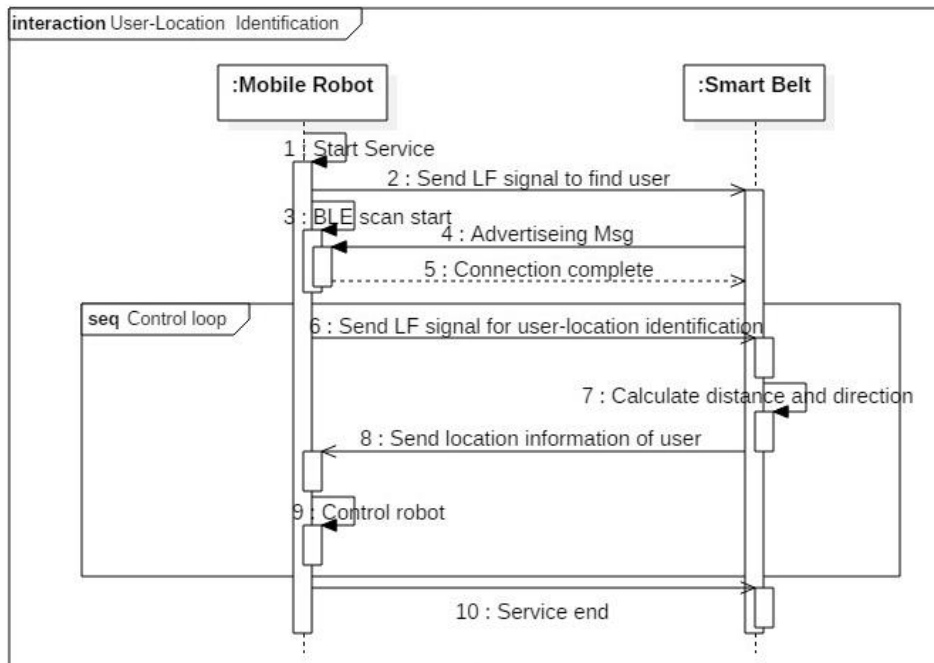 interaction User-Location Identification
:Mobile Robot
:Smart Belt
1 : Start Service
2 : Send LF signal to find user
3 : BLE scan start
4 : Advertiseing Msg
5 : Connection complete
seq Control loop
6 : Send LF signal for user-location identification
7 : Calculate distance and direction
8 : Send location information of user
9 : Control robot
10 : Service end